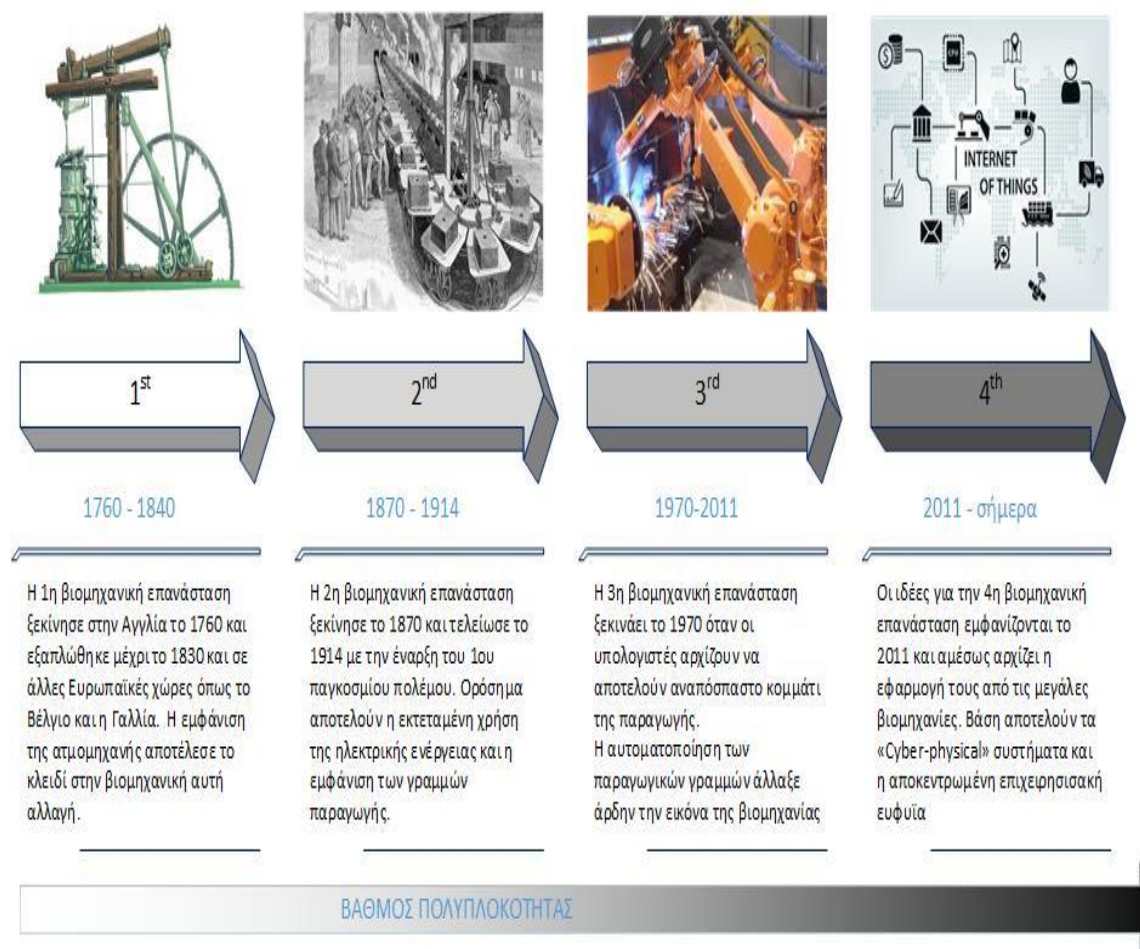 INTERNET
OF THINGS
1st
2nd
3rd
4th
1760 - 1840
1870 - 1914
1970-2011
2011 - σήμερα
Η 1η βιομηχανική επανάσταση
ξεκίνησε στην Αγγλία το 1760 και
εξαπλώθηκε μέχρι το 1830 και σε
άλλες Ευρωπαϊκές χώρες όπως το
Βέλγιο και η Γαλλία. Η εμφάνιση
της ατμομηχανής αποτέλεσε το
κλειδί στην βιομηχανική αυτή
αλλαγή.
Η 2η βιομηχανική επανάσταση
ξεκίνησε το 1870 και τελείωσε το
1914 με την έναρξη του 1ου
παγκοσμίου πολέμου. Ορόσημα
αποτελούν η εκτεταμένη χρήση
της ηλεκτρικής ενέργειας και η
εμφάνιση των γραμμών
παραγωγής.
Η 3η βιομηχανική επανάσταση
ξεκινάει το 1970 όταν οι
υπολογιστές αρχίζουν να
αποτελούν αναπόσπαστο κομμάτι
της παραγωγής.
Η αυτοματοποίηση των
παραγωγικών γραμμών άλλαξε
άρδην την εικόνα της βιομηχανίας
Οι ιδέες για την 4η βιομηχανική
επανάσταση εμφανίζονται το
2011 και αμέσως αρχίζει η
εφαρμογή τους από τις μεγάλες
βιομηχανίες. Βάση αποτελούν τα
«Cyber-physical» συστήματα και
η αποκεντρωμένη επιχειρησισακή
ευφυϊα
ΒΑΘΜΟΣ ΠΟΛΥΠΛΟΚΟΤΗΤΑΣ